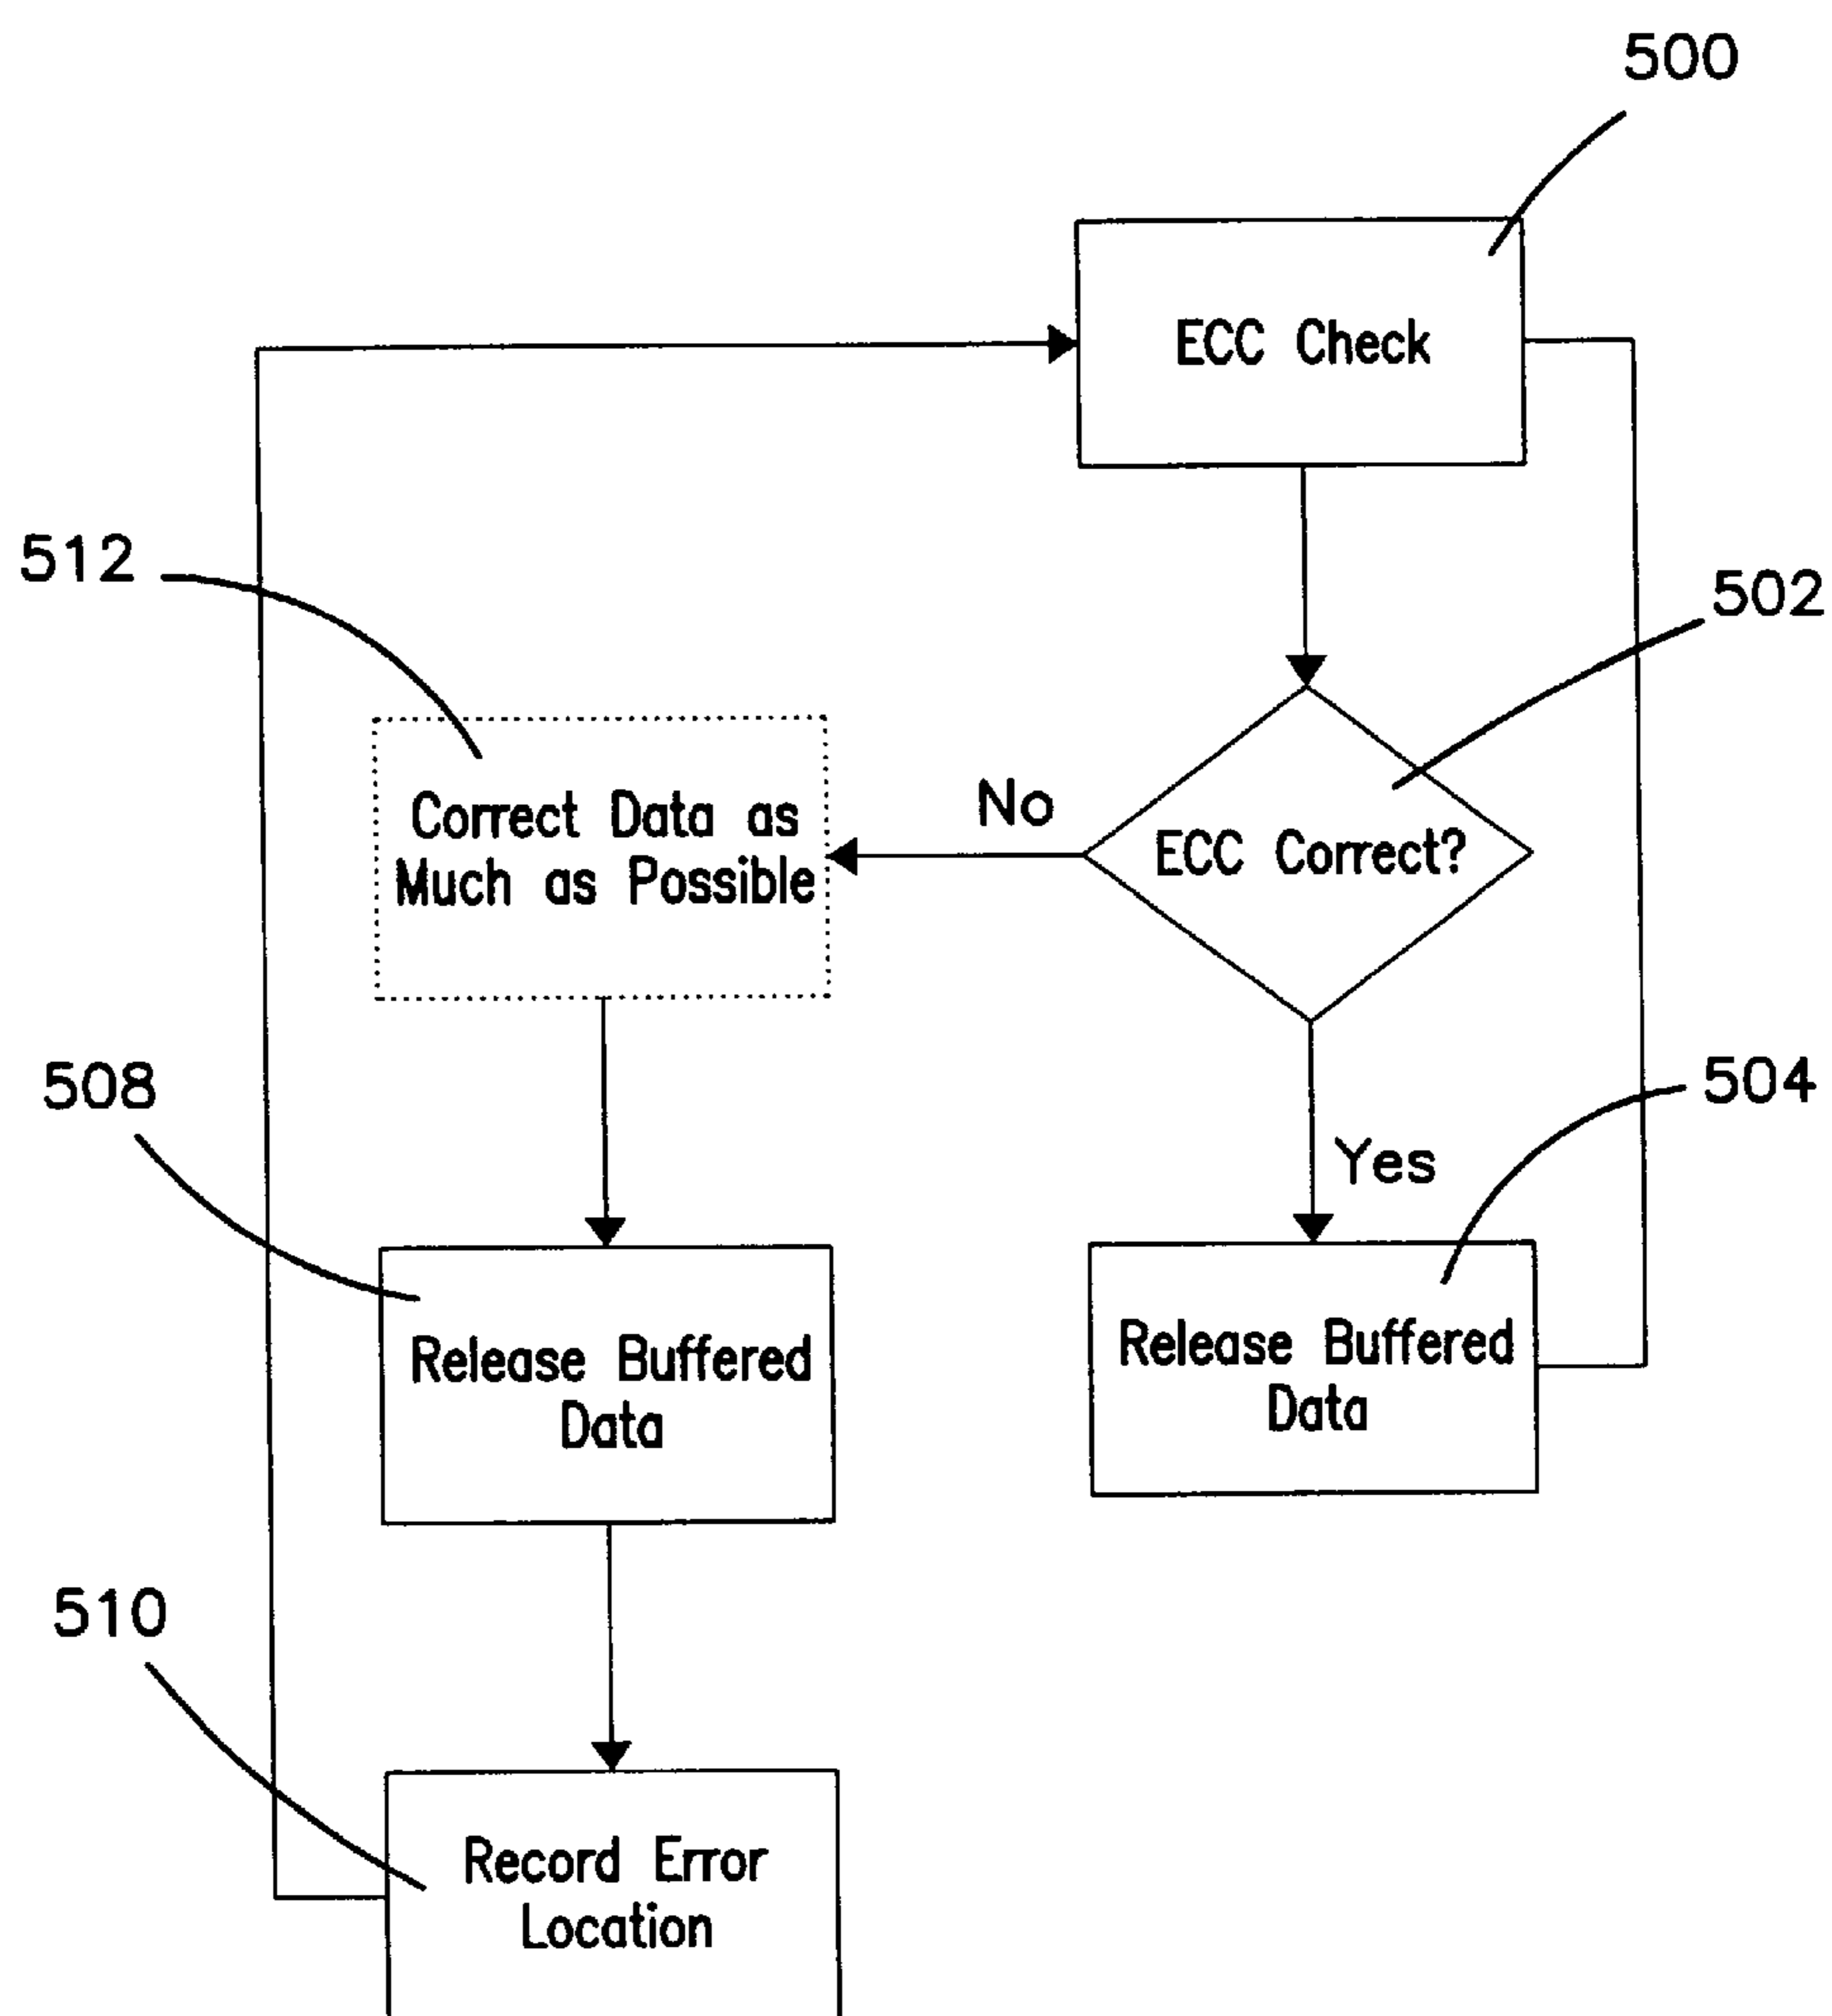 500
ECC Check
512
502
No
Correct Data as
Much as Possible
ECC Correct?
508
504
Yes
Release Buffered
Data
Release Buffered
Data
510
Record Error
Location